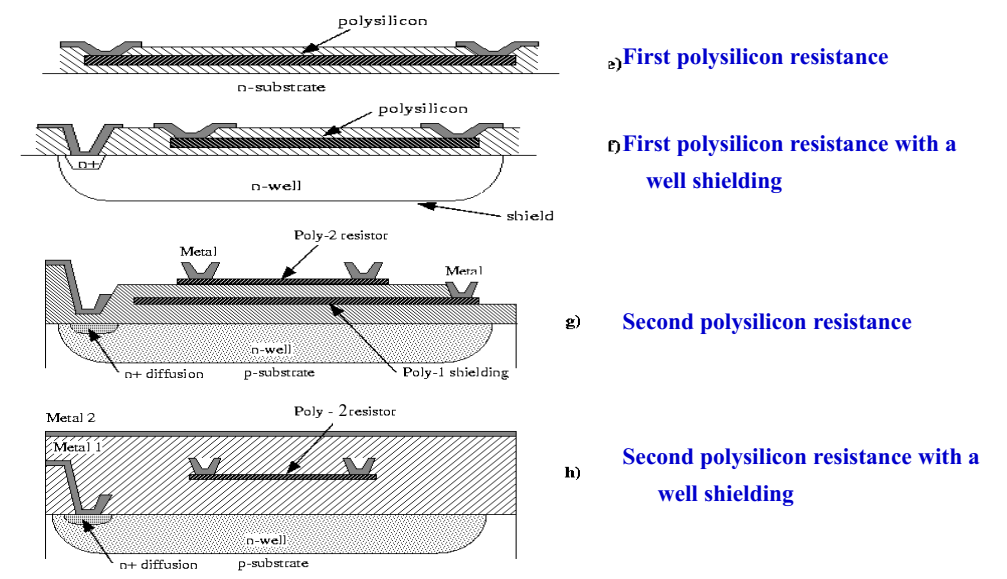 polysilicon
e) First polysilicon resistance
n-substrate
polysilicon
f) First polysilicon resistance with a
well shielding
n+
n-well
shield
Poly-2 resistor
Metal
Metal
g) Second polysilicon resistance
n-well
n+ diffusion
p-substrate
Poly-1 shielding
Poly - 2 resistor
Metal 2
Metal 1
h) Second polysilicon resistance with a
well shielding
n-well
n+ diffusion
p-substrate